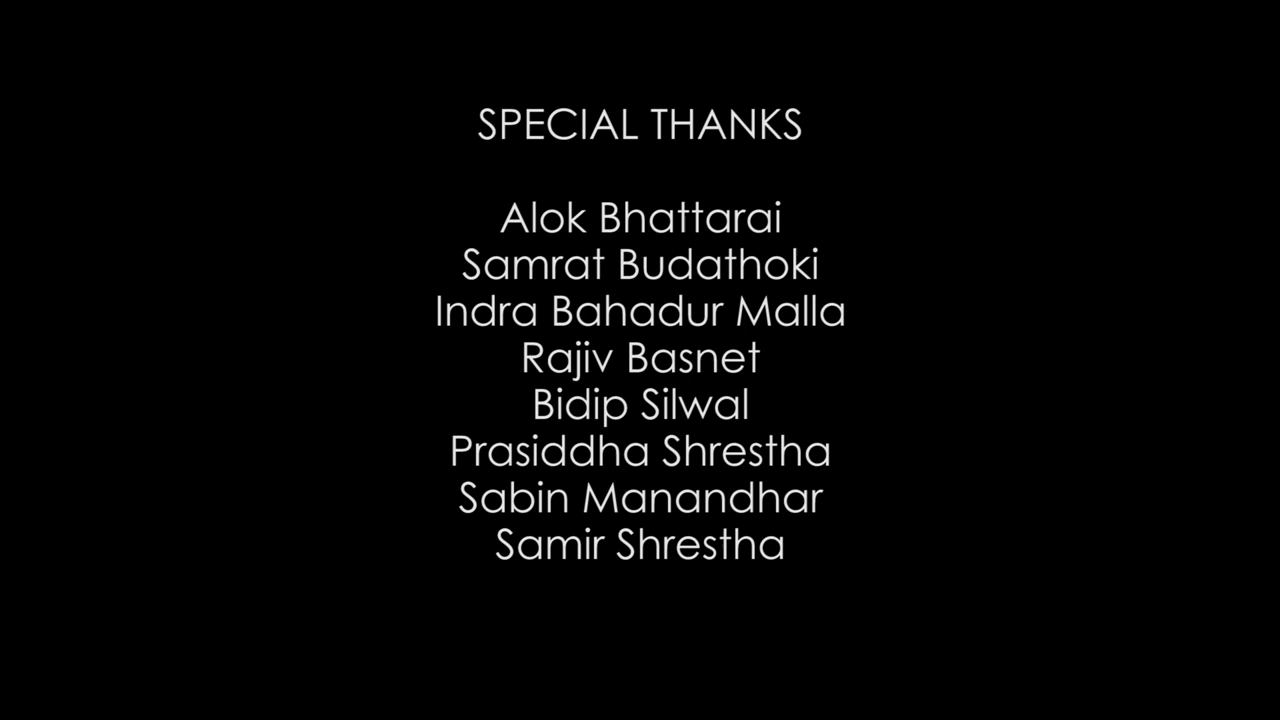 SPECIAL THANKS
Alok Bhattarai
Samrat Budathoki
Indra Bahadur Malla
Rajiv Basnet
Bidip Silwal
Prasiddha Shrestha
Sabin Manandhar
Samir Shrestha